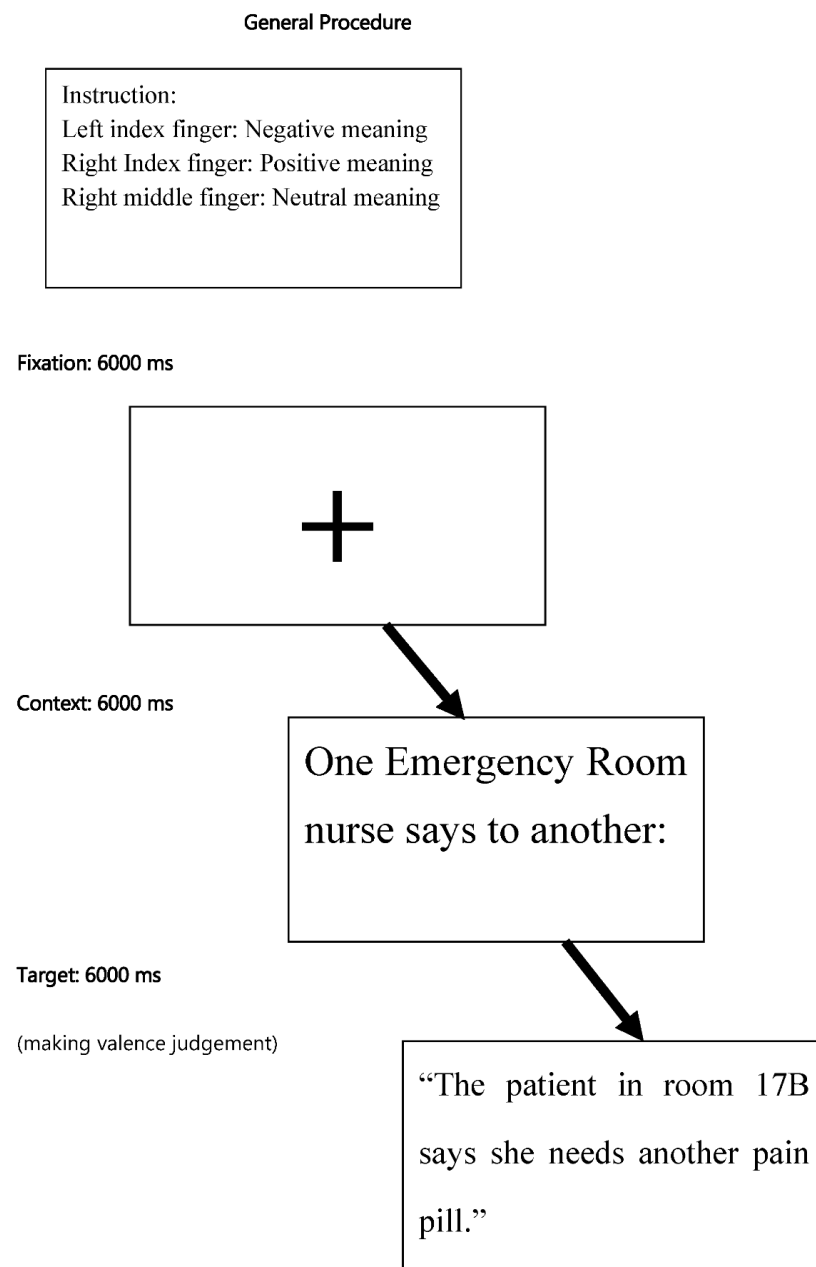 General Procedure
Instruction:
Left index finger: Negative meaning
Right Index finger: Positive meaning
Right middle finger: Neutral meaning
Fixation: 6000 ms
Context: 6000 ms
One Emergency Room
nurse says to another:
Target: 6000 ms
(making valence judgement)
“The patient in room 17B
says she needs another pain
pill.”